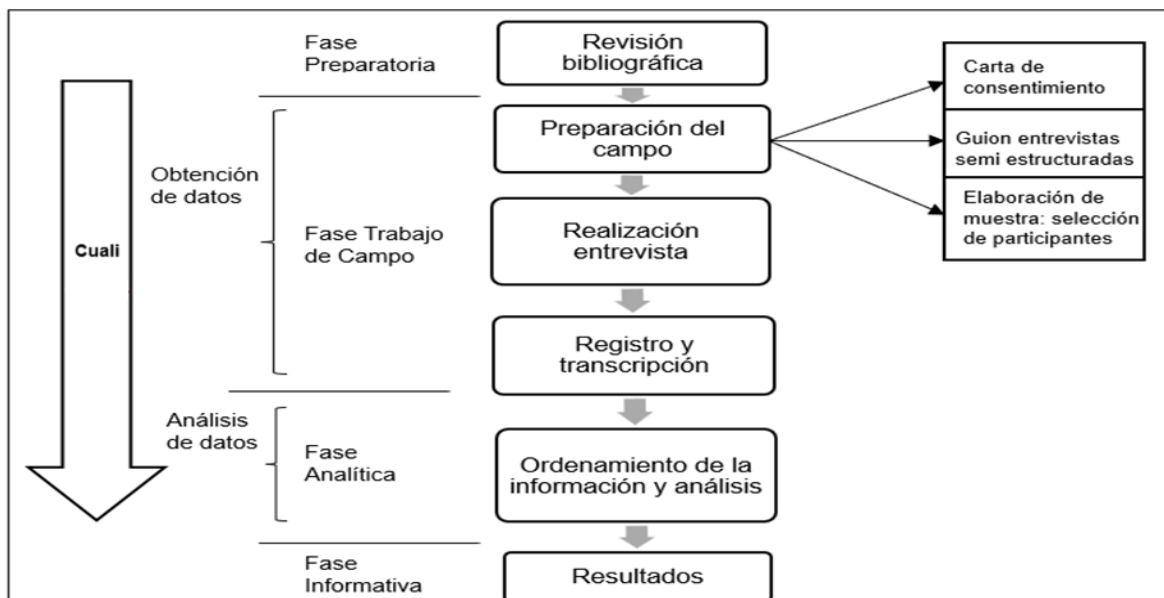 Fase
Preparatoria
Revisión
bibliográfica
Carta de
consentimiento
Preparación del
campo
Guion entrevistas
semi estructuradas
Elaboración de
muestra: selección
de participantes
Obtención
de datos
Cuali
Fase Trabajo
de Campo
Realización
entrevista
Registro y
transcripción
Análisis
de datos
Fase
Analítica
Ordenamiento de la
información y análisis
Fase
Informativa
Resultados